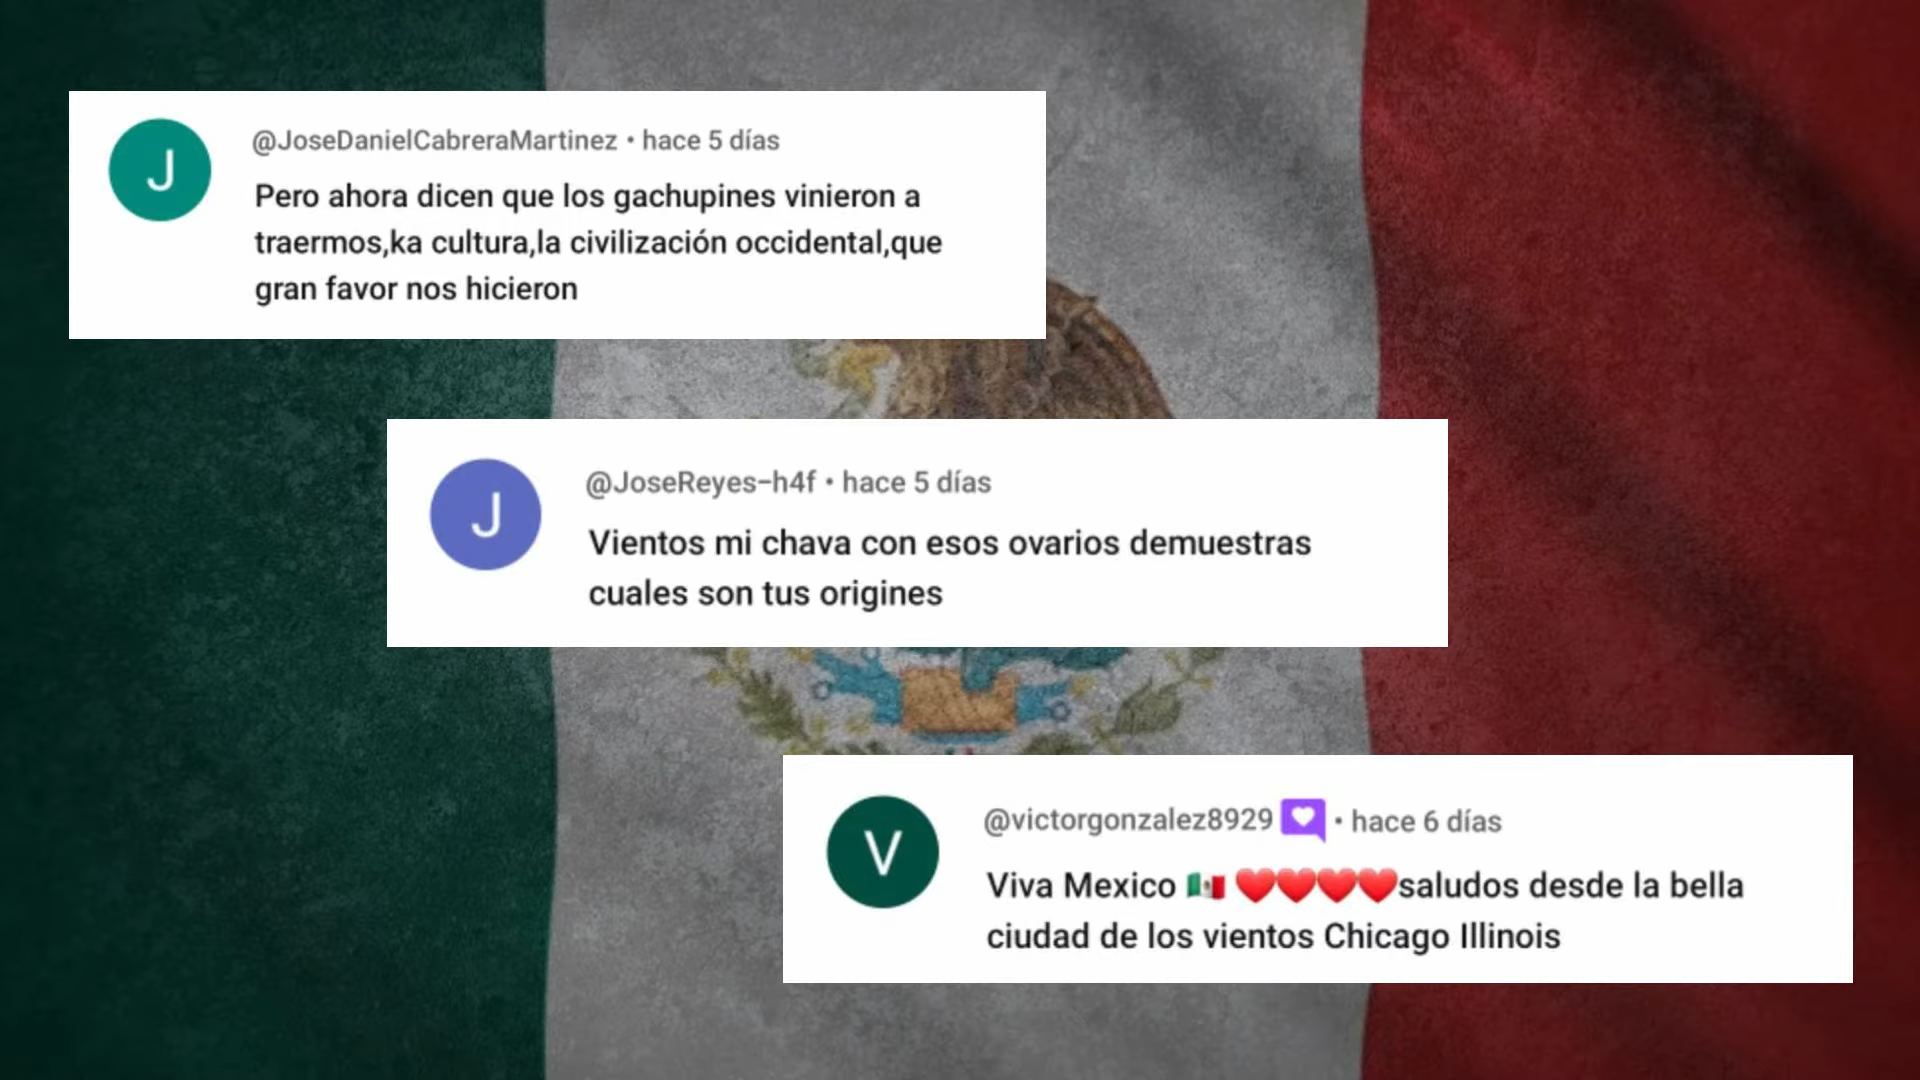 J
@JoseDanielCabreraMartinez • hace 5 días
Pero ahora dicen que los gachupines vinieron a
traermos,ka cultura,la civilización occidental,que
gran favor nos hicieron
J
@JoseReyes-h4f • hace 5 días
Vientos mi chava con esos ovarios demuestras
cuales son tus origines
V
@victorgonzalez8929 • hace 6 días
Viva Mexico 🇲🇽 ❤️❤️❤️❤️saludos desde la bella
ciudad de los vientos Chicago Illinois